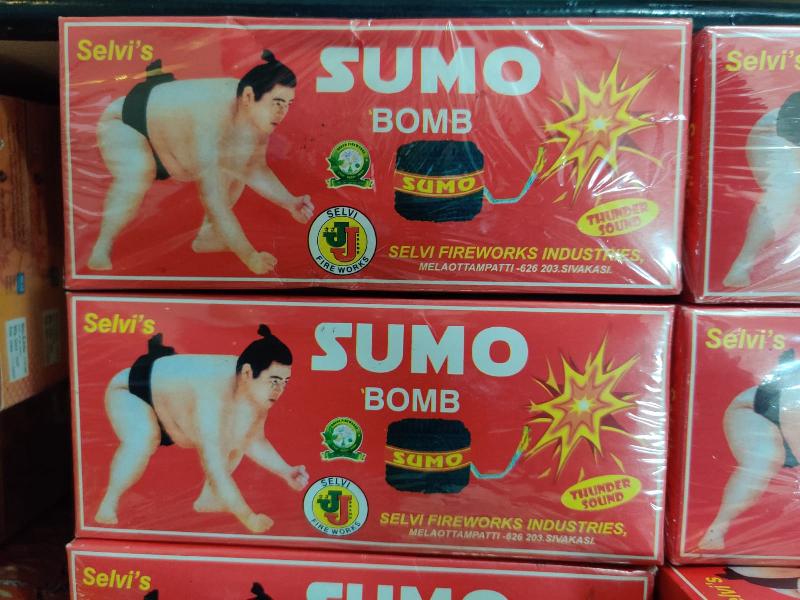 Selvi's
SUMO
BOMB
SUMO
THUNDER
SOUND
SELVI
FIRE WORKS
SELVI FIREWORKS INDUSTRIES,
MELAOTTAMPATTI -626 203.SIVAKASI.
Selvi's
Selvi's
SUMO
BOMB
SUMO
THUNDER
SOUND
SELVI
FIRE WORKS
SELVI FIREWORKS INDUSTRIES,
MELAOTTAMPATTI -626 203.SIVAKASI.
Selvi's
Selvi's
SUMO
Selvi's